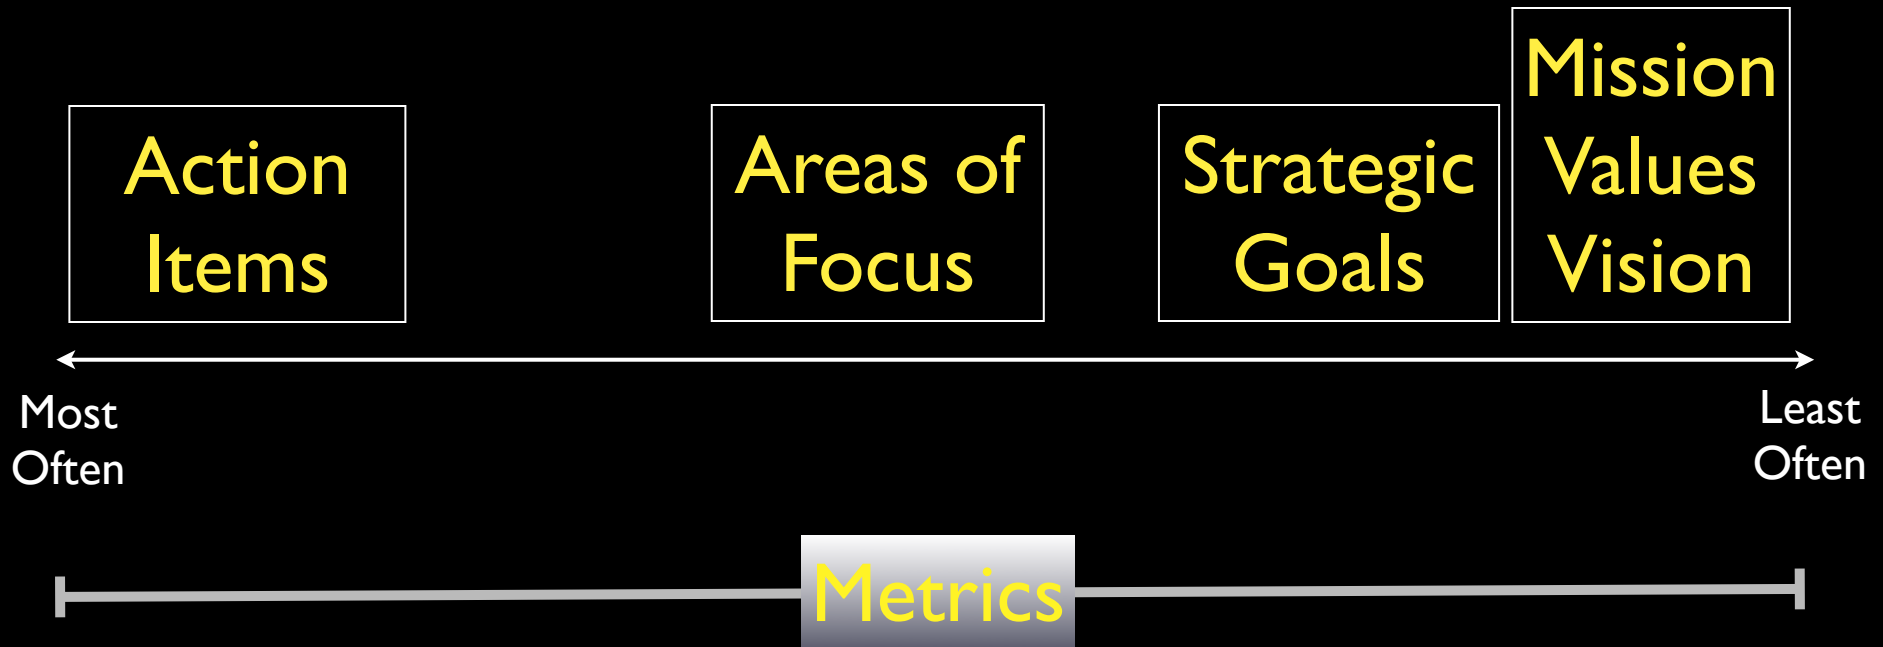 Action
Items
Areas of
Focus
Strategic
Goals
Mission
Values
Vision
Most
Often
Least
Often
Metrics